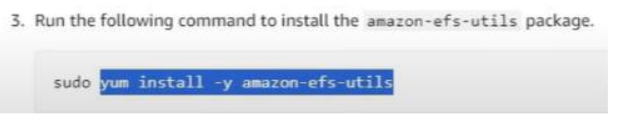 3. Run the following command to install the amazon-efs-utils package.
sudo yum install -y amazon-efs-utils